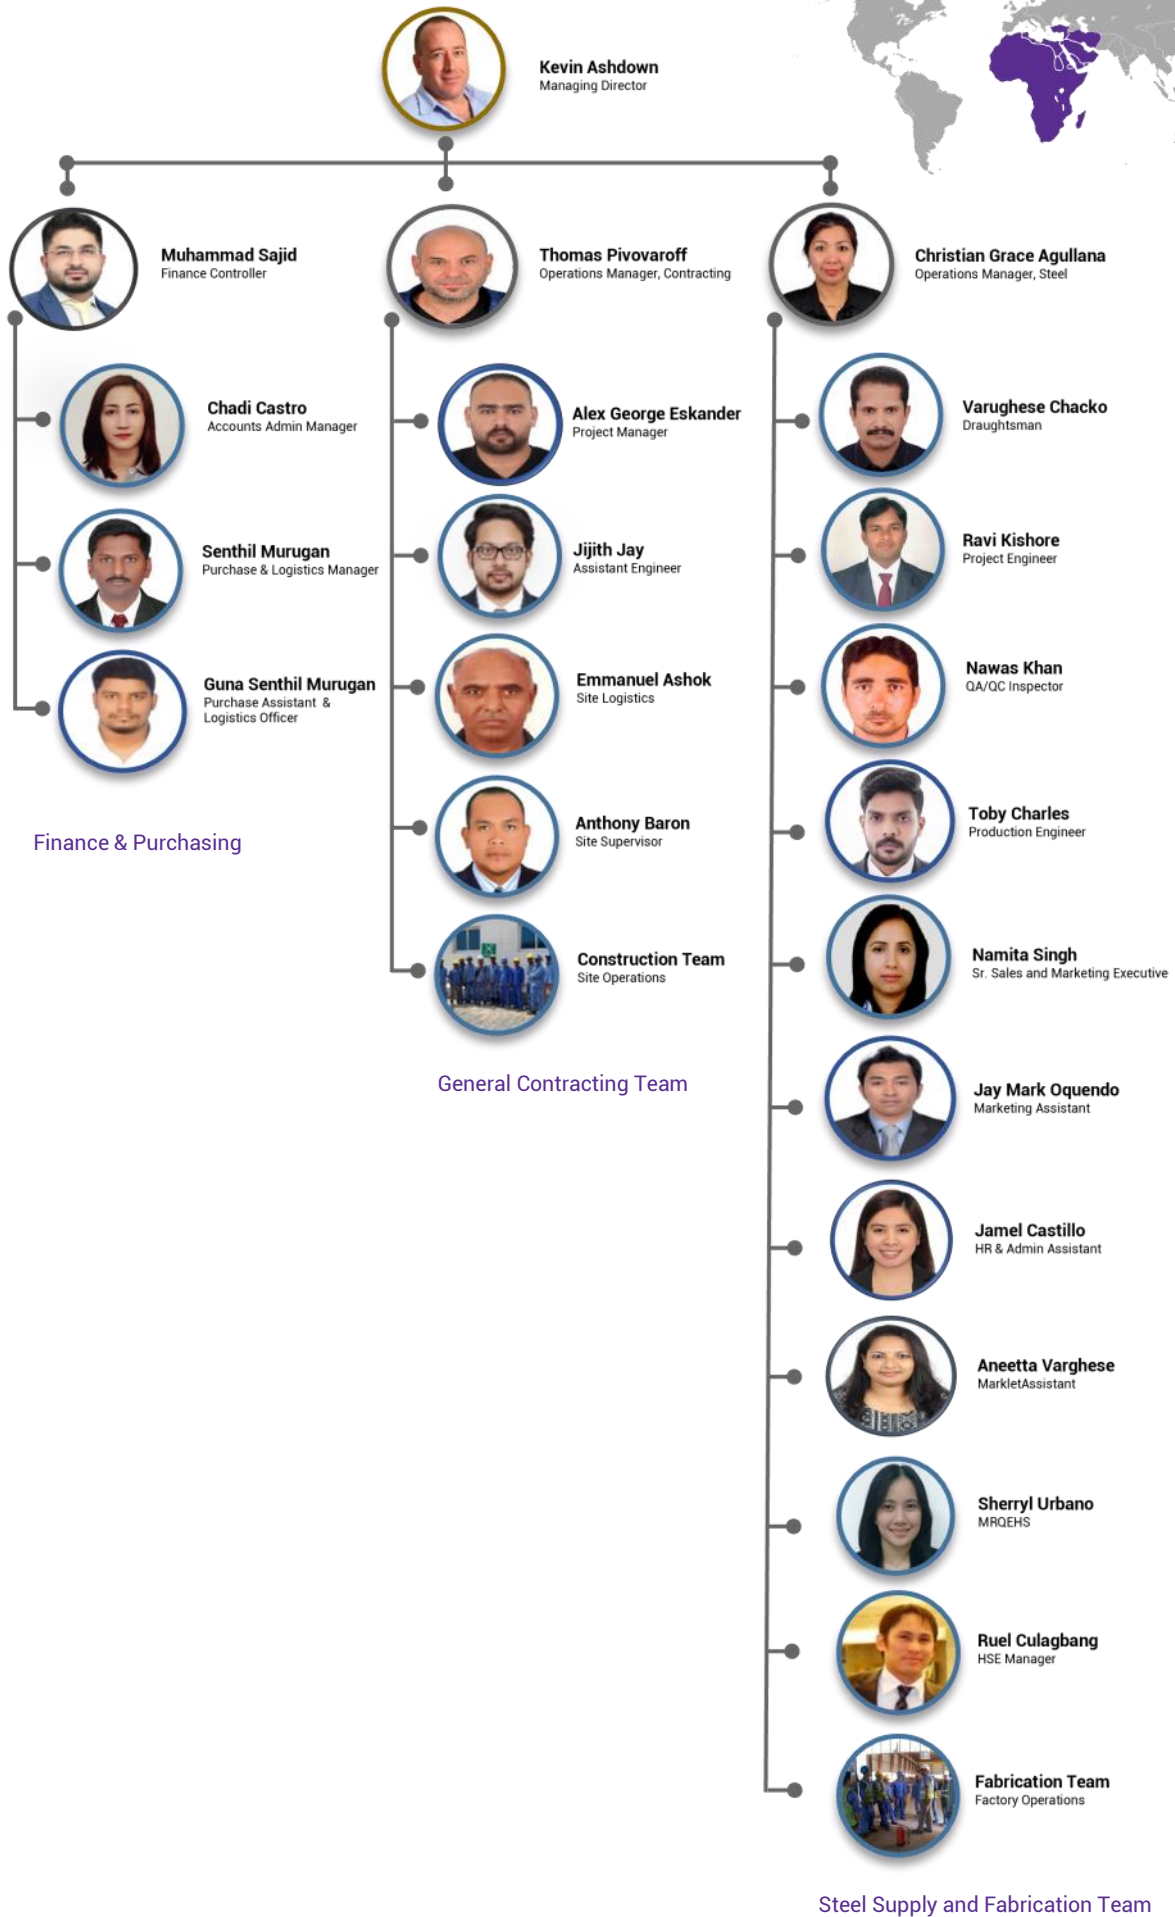 Kevin Ashdown
Managing Director
Muhammad Sajid
Finance Controller
Thomas Pivovaroff
Operations Manager, Contracting
Christian Grace Agullana
Operations Manager, Steel
Chadi Castro
Accounts Admin Manager
Senthil Murugan
Purchase & Logistics Manager
Guna Senthil Murugan
Purchase Assistant &
Logistics Officer
Finance & Purchasing
Alex George Eskander
Project Manager
Jijith Jay
Assistant Engineer
Emmanuel Ashok
Site Logistics
Anthony Baron
Site Supervisor
Construction Team
Site Operations
General Contracting Team
Varughese Chacko
Draughtsman
Ravi Kishore
Project Engineer
Nawas Khan
QA/QC Inspector
Toby Charles
Production Engineer
Namita Singh
Sr. Sales and Marketing Executive
Jay Mark Oquendo
Marketing Assistant
Jamel Castillo
HR & Admin Assistant
Aneetta Varghese
MarkletAssistant
Sherryl Urbano
MRQEHS
Ruel Culagbang
HSE Manager
Fabrication Team
Factory Operations
Steel Supply and Fabrication Team